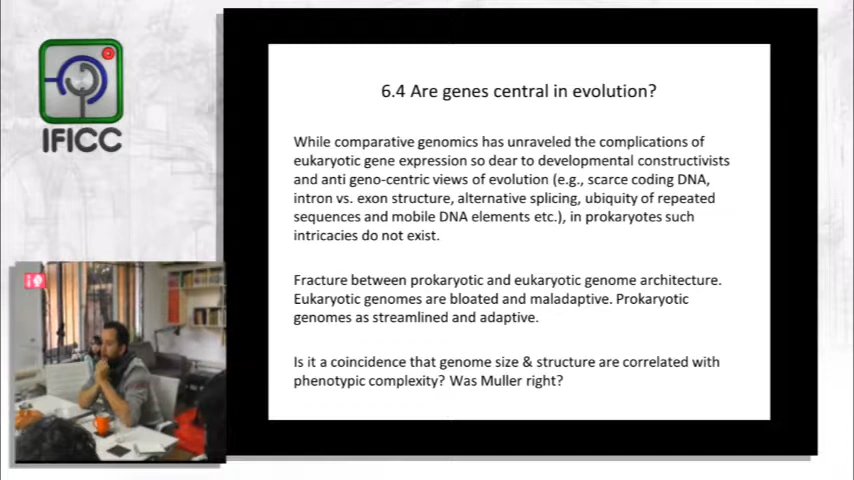 IFICC
6.4 Are genes central in evolution?
While comparative genomics has unraveled the complications of
eukaryotic gene expression so dear to developmental constructivists
and anti geno-centric views of evolution (e.g., scarce coding DNA,
intron vs. exon structure, alternative splicing, ubiquity of repeated
sequences and mobile DNA elements etc.), in prokaryotes such
intricacies do not exist.
Fracture between prokaryotic and eukaryotic genome architecture.
Eukaryotic genomes are bloated and maladaptive. Prokaryotic
genomes as streamlined and adaptive.
Is it a coincidence that genome size & structure are correlated with
phenotypic complexity? Was Muller right?